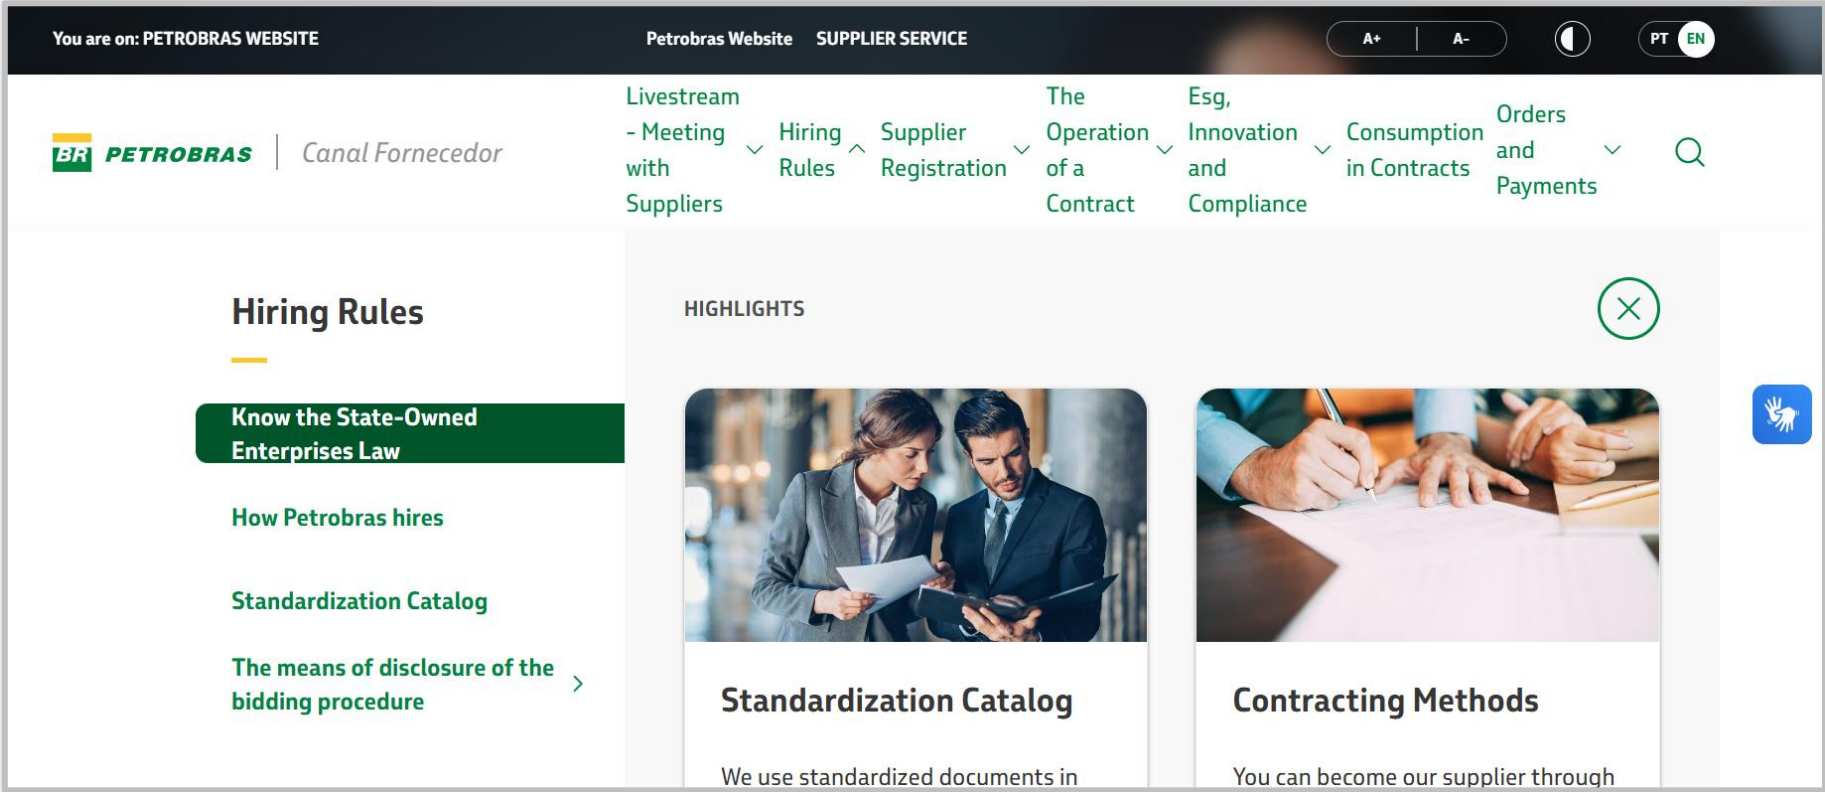 You are on: PETROBRAS WEBSITE
Petrobras Website SUPPLIER SERVICE
A+ A-
PT EN
BR PETROBRAS Canal Fornecedor
Livestream
- Meeting
with
Suppliers
Hiring
Rules
Supplier
Registration
The
Operation
of a
Contract
Esg,
Innovation
and
Compliance
Consumption
in Contracts
Orders
and
Payments
Hiring Rules
Know the State-Owned
Enterprises Law
How Petrobras hires
Standardization Catalog
The means of disclosure of the
bidding procedure
HIGHLIGHTS
Standardization Catalog
We use standardized documents in
Contracting Methods
You can become our supplier through